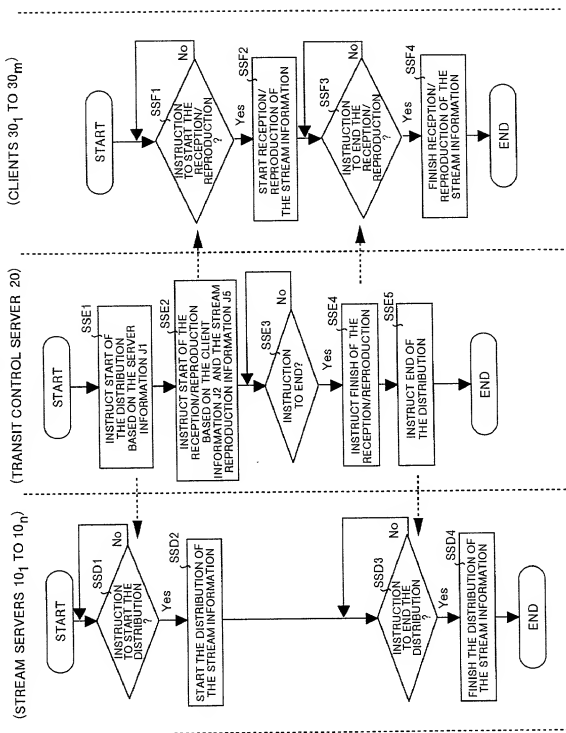 (STREAM SERVERS 10₁ TO 10ₙ)
START
SSD1
INSTRUCTION
TO START THE
DISTRIBUTION
?
No
Yes
SSD2
START THE DISTRIBUTION OF
THE STREAM INFORMATION
SSD3
INSTRUCTION
TO END THE
DISTRIBUTION
?
No
Yes
SSD4
FINISH THE DISTRIBUTION OF
THE STREAM INFORMATION
END
(TRANSIT CONTROL SERVER 20)
START
SSE1
INSTRUCT START OF
THE DISTRIBUTION
BASED ON THE SERVER
INFORMATION J1
SSE2
INSTRUCT START OF THE
RECEPTION/REPRODUCTION
BASED ON THE CLIENT
INFORMATION J2 AND THE STREAM
REPRODUCTION INFORMATION J5
SSE3
INSTRUCTION
TO END?
No
Yes
SSE4
INSTRUCT FINISH OF THE
RECEPTION/REPRODUCTION
SSE5
INSTRUCT END OF
THE DISTRIBUTION
END
(CLIENTS 30₁ TO 30ₘ)
START
SSF1
INSTRUCTION
TO START THE
RECEPTION/
REPRODUCTION
?
No
Yes
SSF2
START RECEPTION/
REPRODUCTION OF
THE STREAM INFORMATION
SSF3
INSTRUCTION
TO END THE
RECEPTION/
REPRODUCTION
?
No
Yes
SSF4
FINISH RECEPTION/
REPRODUCTION OF THE
STREAM INFORMATION
END